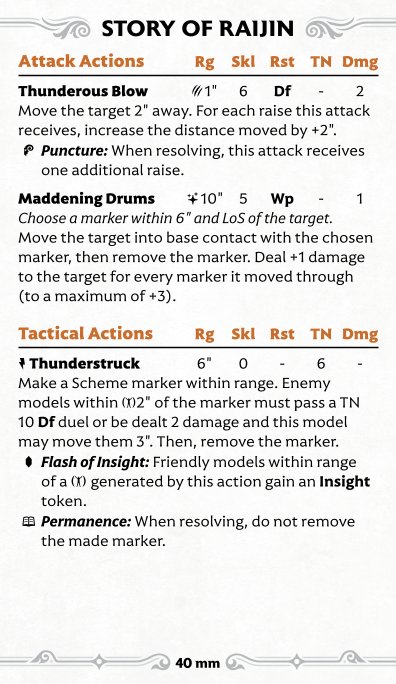 STORY OF RAIJIN
Attack Actions Rg Skl Rst TN Dmg
Thunderous Blow 1" 6 Df - 2
Move the target 2" away. For each raise this attack
receives, increase the distance moved by +2".
Puncture: When resolving, this attack receives
one additional raise.
Maddening Drums 10" 5 Wp - 1
Choose a marker within 6" and LoS of the target.
Move the target into base contact with the chosen
marker, then remove the marker. Deal +1 damage
to the target for every marker it moved through
(to a maximum of +3).
Tactical Actions Rg Skl Rst TN Dmg
Thunderstruck 6" 0 - 6 -
Make a Scheme marker within range. Enemy
models within 2" of the marker must pass a TN
10 Df duel or be dealt 2 damage and this model
may move them 3". Then, remove the marker.
Flash of Insight: Friendly models within range
of a generated by this action gain an Insight
token.
Permanence: When resolving, do not remove
the made marker.
40 mm